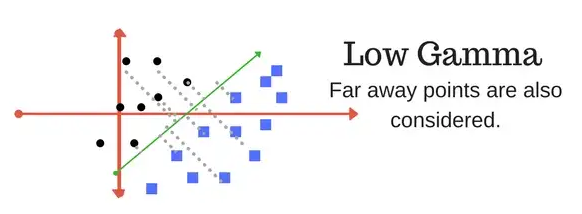 Low Gamma
Far away points are also
considered.